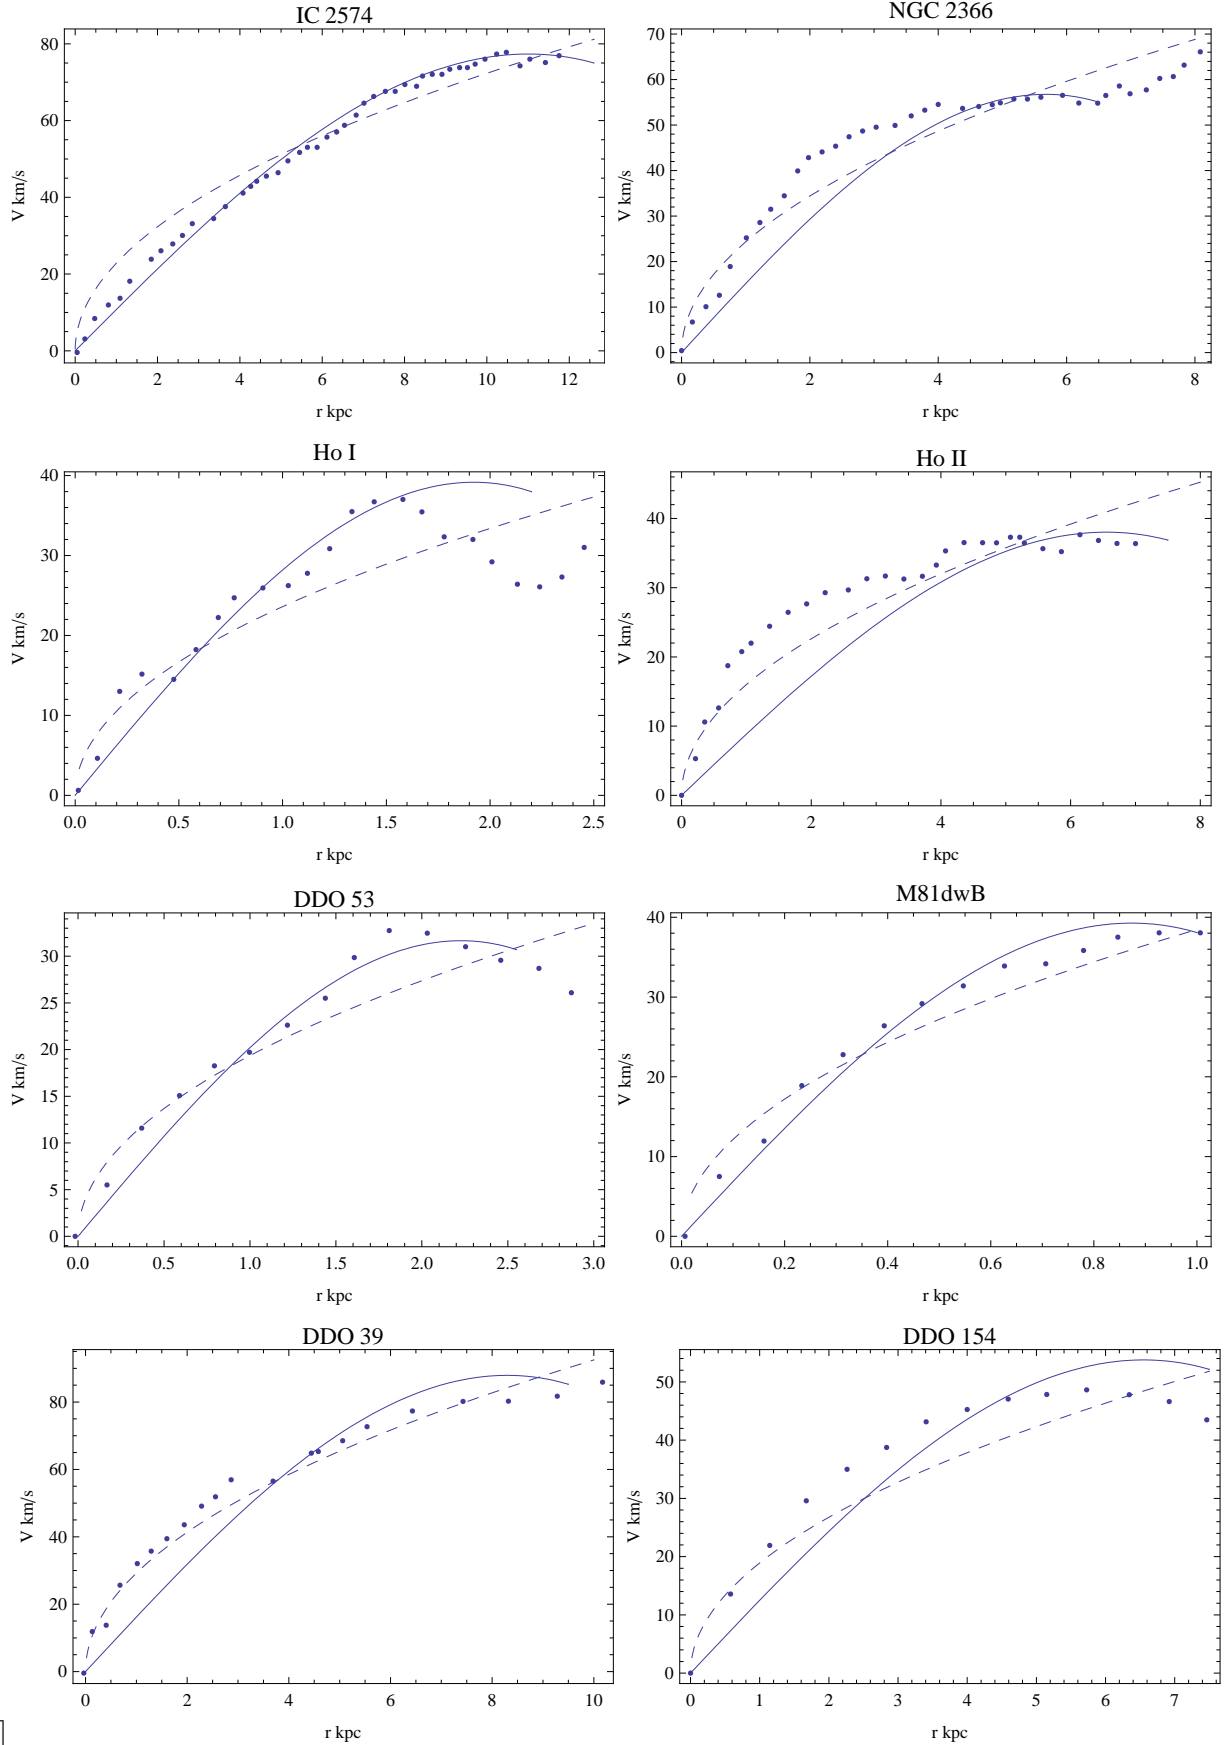 IC 2574
80
60
40
20
0
V km/s
0 2 4 6 8 10 12
r kpc
NGC 2366
70
60
50
40
30
20
10
0
V km/s
0 2 4 6 8
r kpc
Ho I
40
30
20
10
0
V km/s
0.0 0.5 1.0 1.5 2.0 2.5
r kpc
Ho II
40
30
20
10
0
V km/s
0 2 4 6 8
r kpc
DDO 53
30
25
20
15
10
5
0
V km/s
0.0 0.5 1.0 1.5 2.0 2.5 3.0
r kpc
M81dwB
40
30
20
10
0
V km/s
0.0 0.2 0.4 0.6 0.8 1.0
r kpc
DDO 39
80
60
40
20
0
V km/s
0 2 4 6 8 10
r kpc
DDO 154
50
40
30
20
10
0
V km/s
0 1 2 3 4 5 6 7
r kpc